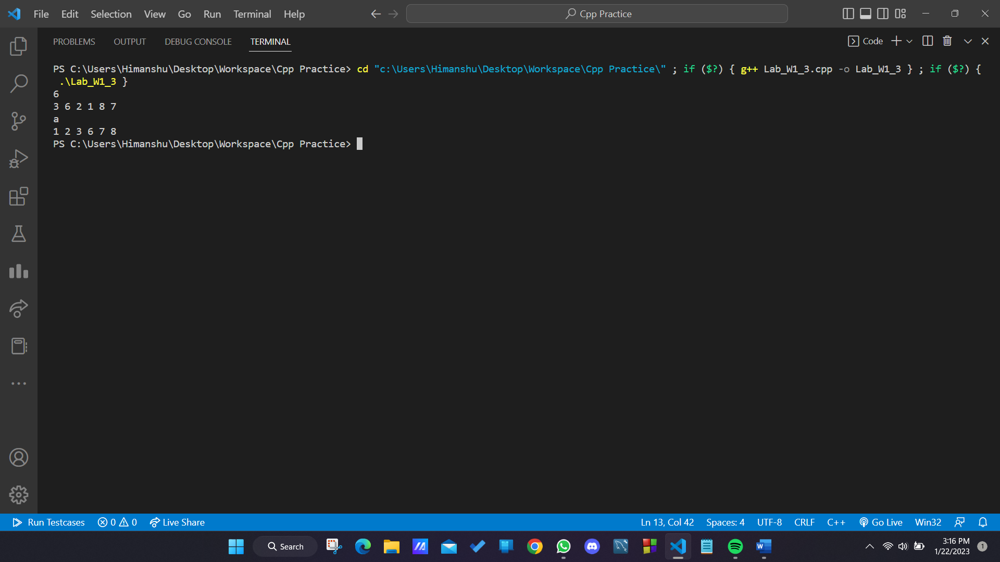 File Edit Selection View Go Run Terminal Help
Cpp Practice
PROBLEMS OUTPUT DEBUG CONSOLE TERMINAL
Code
PS C:\Users\Himanshu\Desktop\Workspace\Cpp Practice> cd "c:\Users\Himanshu\Desktop\Workspace\Cpp Practice\" ; if ($?) { g++ Lab_W1_3.cpp -o Lab_W1_3 } ; if ($?) {
.\Lab_W1_3 }
6
3 6 2 1 8 7
a
1 2 3 6 7 8
PS C:\Users\Himanshu\Desktop\Workspace\Cpp Practice>
Run Testcases 0 0 Live Share Ln 13, Col 42 Spaces: 4 UTF-8 CRLF C++ Go Live Win32
Search
3:16 PM
1/22/2023
1